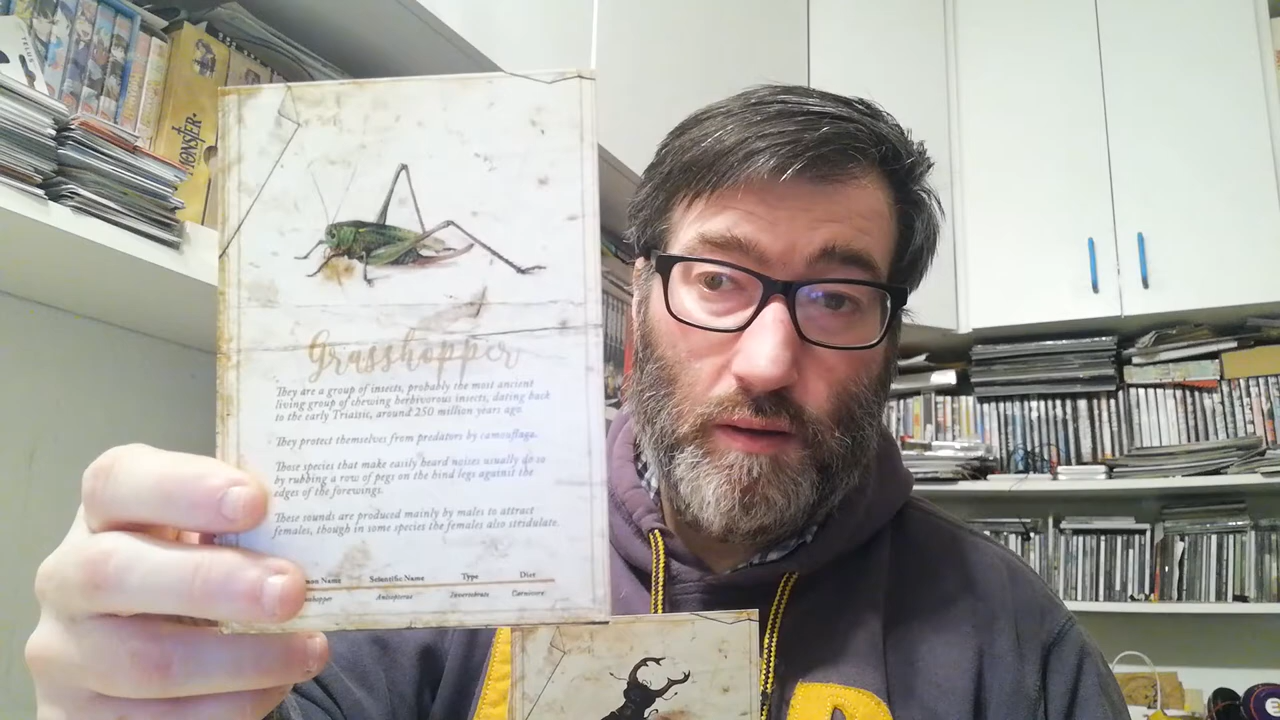 MONSTER
Grasshopper
They are a group of insects, probably the most ancient
living group of chewing herbivorous insects, dating back
to the early Triassic, around 250 million years ago.
They protect themselves from predators by camouflaga.
Those species that make easily heard noises usually do so
by rubbing a row of pegs on the hind legs against the
edges of the forewings.
These sounds are produced mainly by males to attract
females, though in some species the females also stridulate.
Name Scientific Name Type Diet
Invertebrate Carnivore